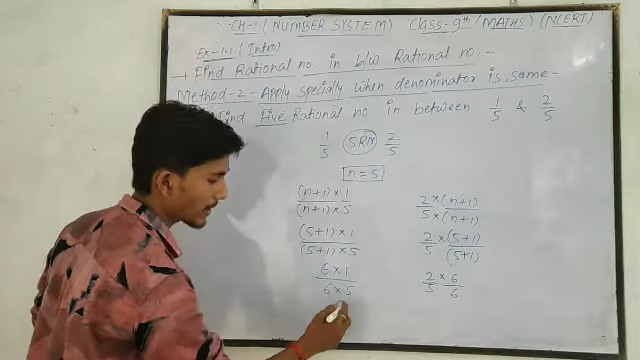 CH-1 (NUMBER SYSTEM) Class-9th (MATHS) (NCERT)
Ex-1.1 (Intro)
→ Find Rational no. in b/w Rational no. -
Method-2 - Apply specially when denominator is same-
Find Five Rational no in between 1/5 & 2/5
1/5 5RN 2/5
n = 5
(n+1) × 1 / (n+1) × 5 2 × (n+1) / 5 × (n+1)
(5+1) × 1 / (5+1) × 5 2/5 × (5+1)/(5+1)
6 × 1 / 6 × 5 2/5 × 6/6